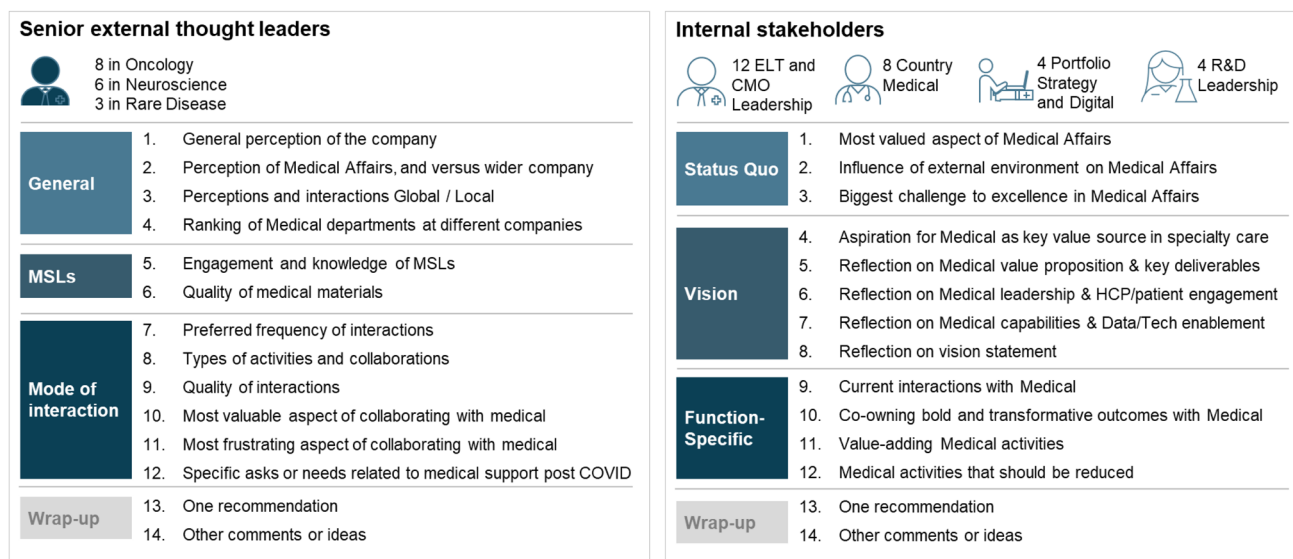 Senior external thought leaders
8 in Oncology
6 in Neuroscience
3 in Rare Disease
General
1. General perception of the company
2. Perception of Medical Affairs, and versus wider company
3. Perceptions and interactions Global / Local
4. Ranking of Medical departments at different companies
MSLs
5. Engagement and knowledge of MSLs
6. Quality of medical materials
Mode of
interaction
7. Preferred frequency of interactions
8. Types of activities and collaborations
9. Quality of interactions
10. Most valuable aspect of collaborating with medical
11. Most frustrating aspect of collaborating with medical
12. Specific asks or needs related to medical support post COVID
Wrap-up
13. One recommendation
14. Other comments or ideas
Internal stakeholders
12 ELT and
CMO
Leadership
8 Country
Medical
4 Portfolio
Strategy
and Digital
4 R&D
Leadership
Status Quo
1. Most valued aspect of Medical Affairs
2. Influence of external environment on Medical Affairs
3. Biggest challenge to excellence in Medical Affairs
Vision
4. Aspiration for Medical as key value source in specialty care
5. Reflection on Medical value proposition & key deliverables
6. Reflection on Medical leadership & HCP/patient engagement
7. Reflection on Medical capabilities & Data/Tech enablement
8. Reflection on vision statement
Function-
Specific
9. Current interactions with Medical
10. Co-owning bold and transformative outcomes with Medical
11. Value-adding Medical activities
12. Medical activities that should be reduced
Wrap-up
13. One recommendation
14. Other comments or ideas